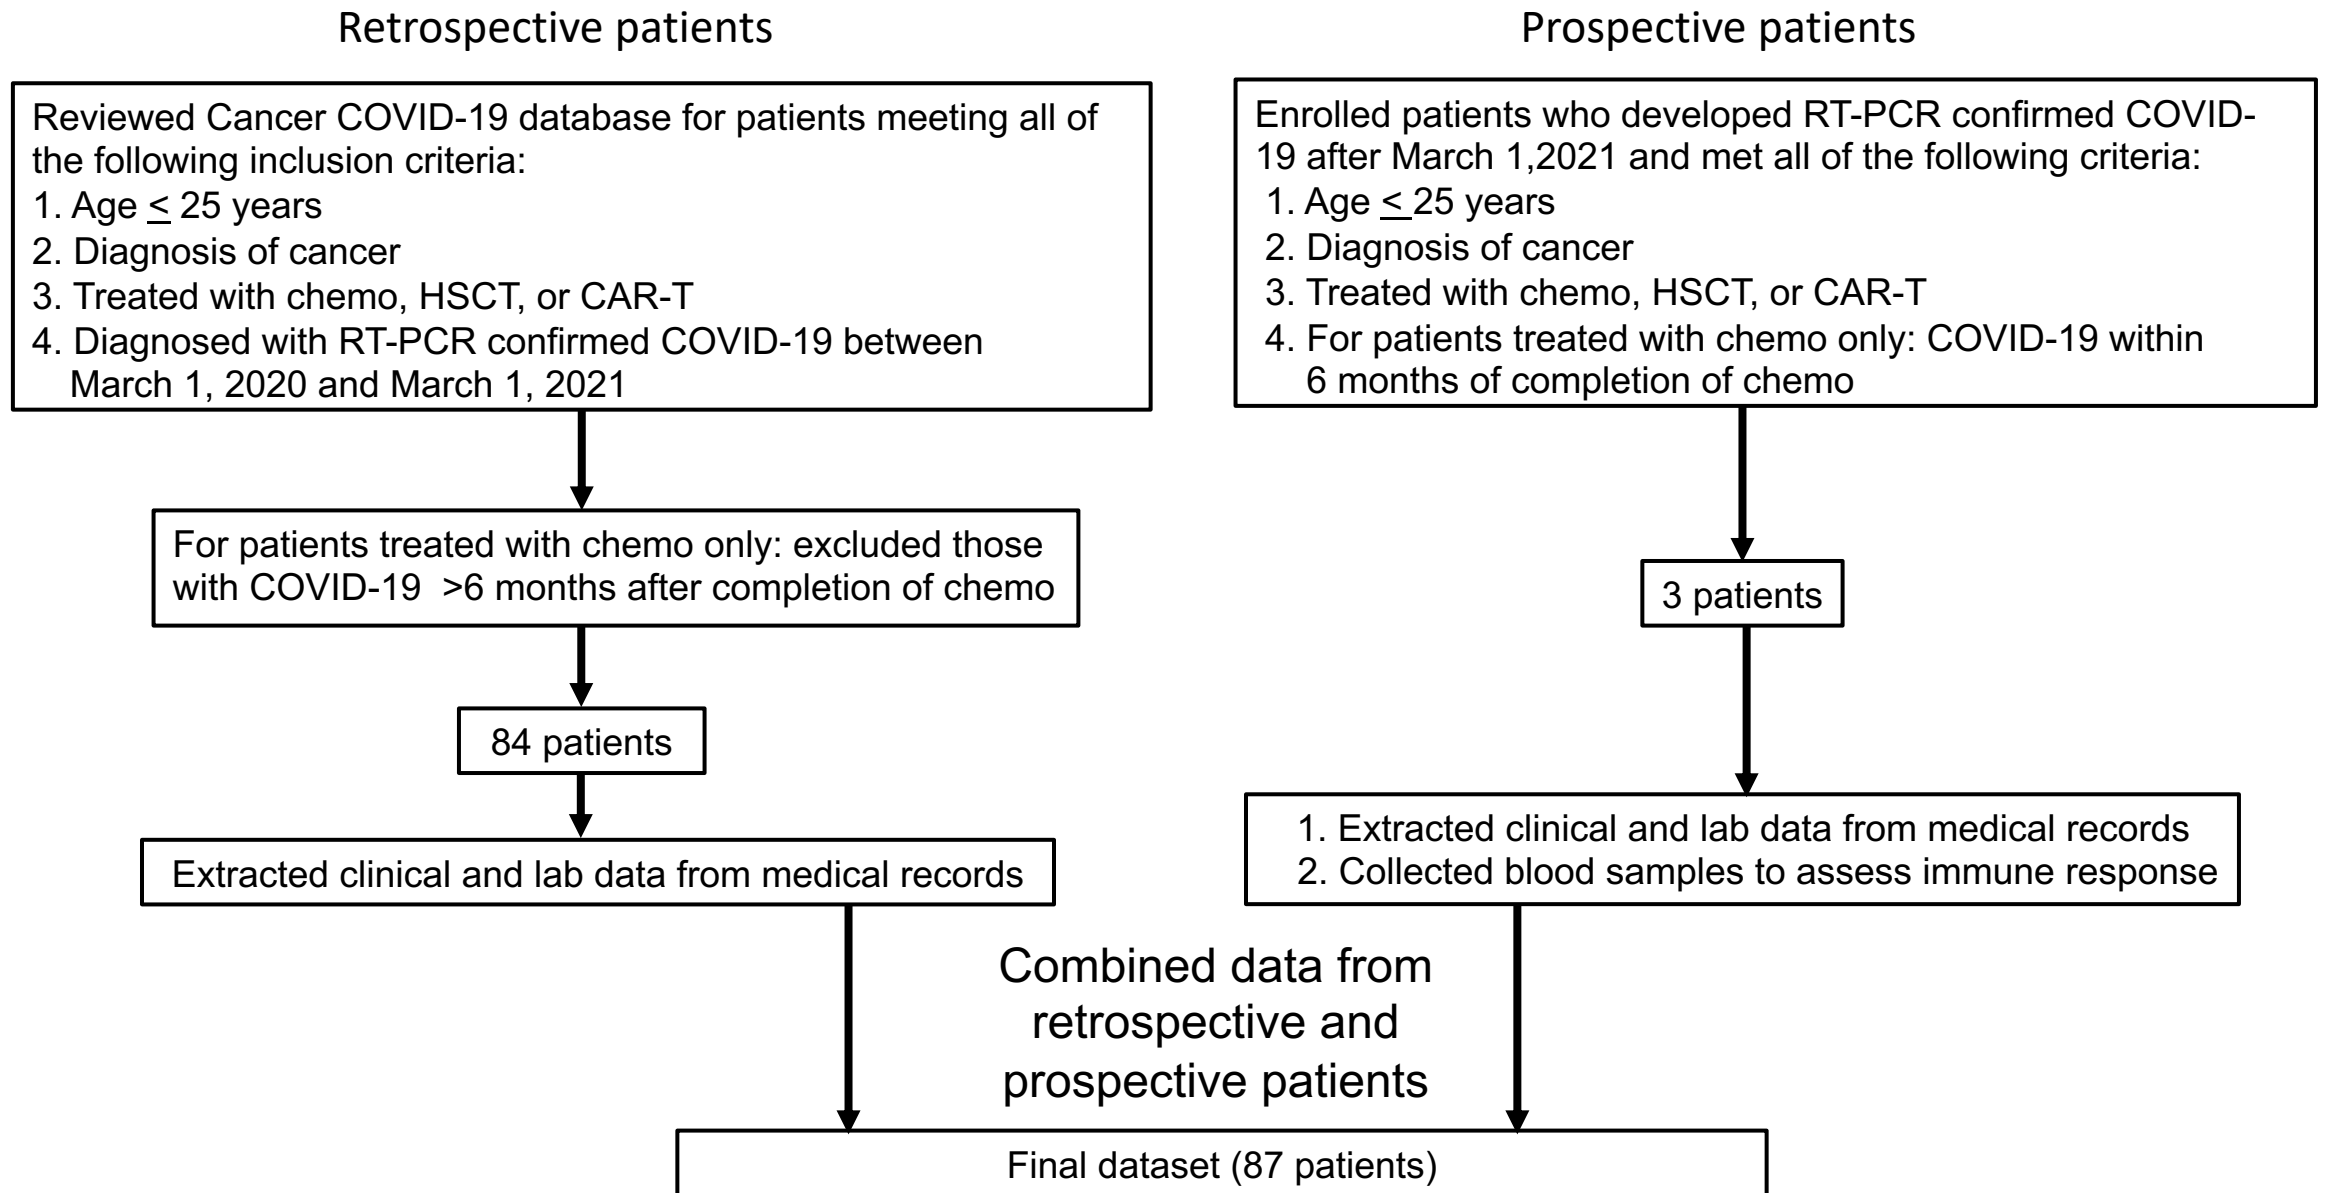 Retrospective patients
Reviewed Cancer COVID-19 database for patients meeting all of
the following inclusion criteria:
1. Age < 25 years
2. Diagnosis of cancer
3. Treated with chemo, HSCT, or CAR-T
4. Diagnosed with RT-PCR confirmed COVID-19 between
March 1, 2020 and March 1, 2021
For patients treated with chemo only: excluded those
with COVID-19 >6 months after completion of chemo
84 patients
Extracted clinical and lab data from medical records
Prospective patients
Enrolled patients who developed RT-PCR confirmed COVID-
19 after March 1,2021 and met all of the following criteria:
1. Age < 25 years
2. Diagnosis of cancer
3. Treated with chemo, HSCT, or CAR-T
4. For patients treated with chemo only: COVID-19 within
6 months of completion of chemo
3 patients
1. Extracted clinical and lab data from medical records
2. Collected blood samples to assess immune response
Combined data from
retrospective and
prospective patients
Final dataset (87 patients)